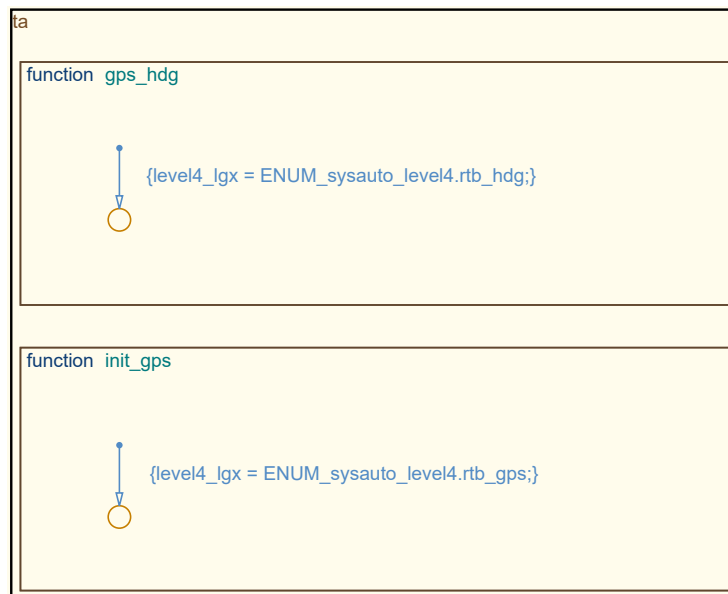 ta
function gps_hdg
{level4_lgx = ENUM_sysauto_level4.rtb_hdg;}
function init_gps
{level4_lgx = ENUM_sysauto_level4.rtb_gps;}